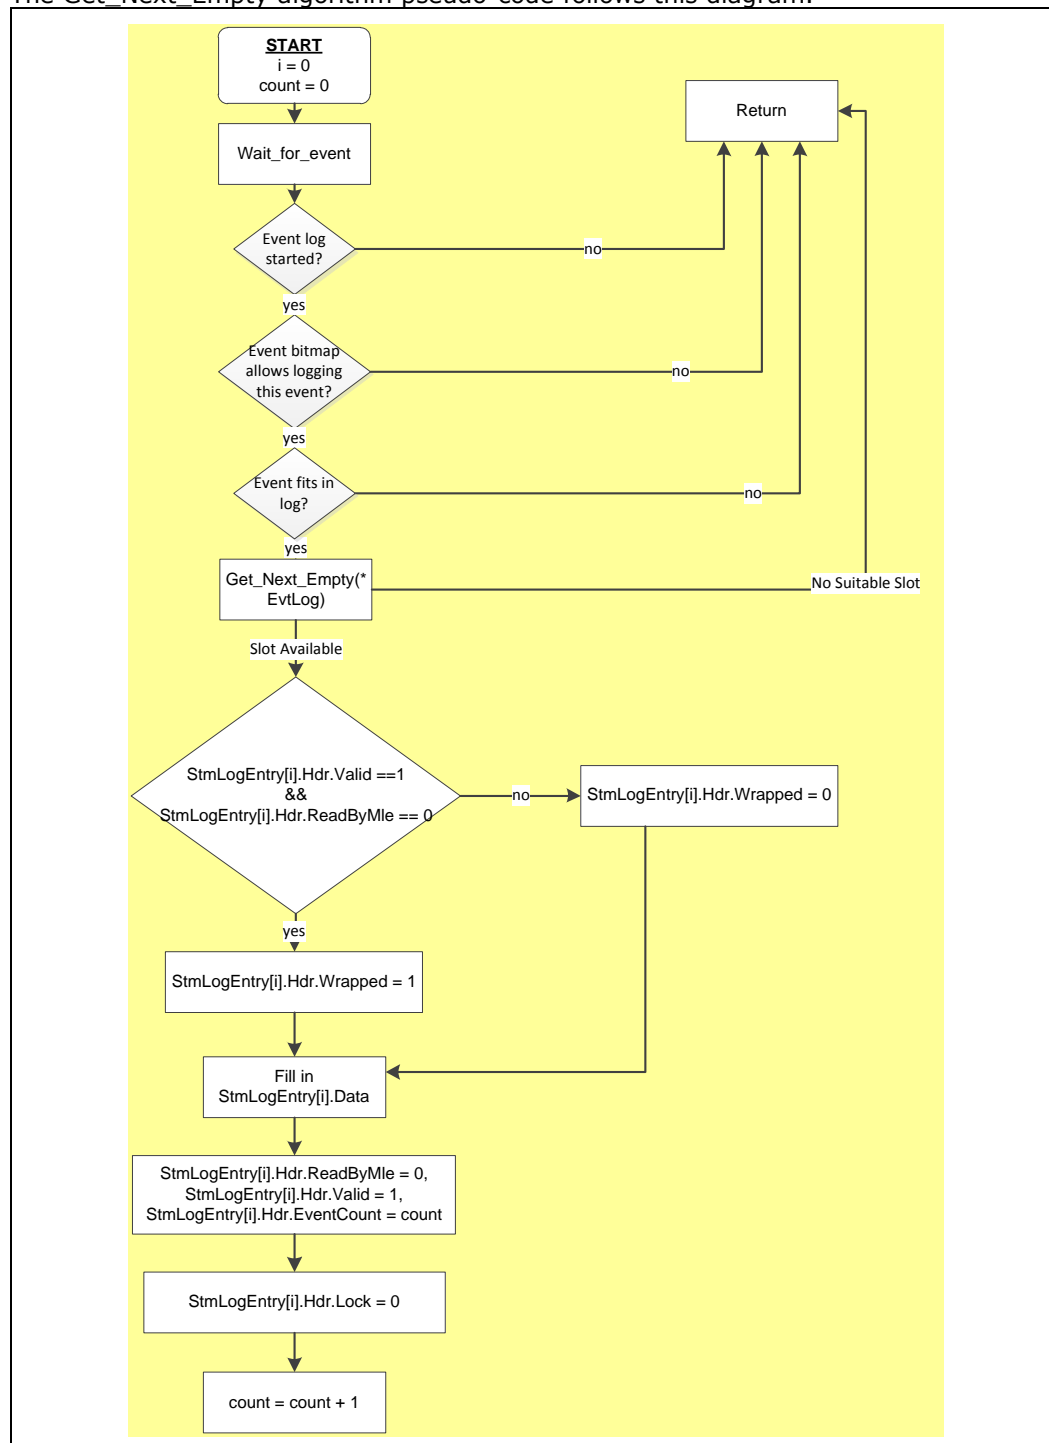 The Get_Next_Empty algorithm pseudo-code follows this diagram.
START
i = 0
count = 0
Return
Wait_for_event
Event log
started?
no
yes
Event bitmap
allows logging
this event?
no
yes
Event fits in
log?
no
yes
Get_Next_Empty(*
EvtLog)
No Suitable Slot
Slot Available
StmLogEntry[i].Hdr.Valid ==1
&&
StmLogEntry[i].Hdr.ReadByMle == 0
no
StmLogEntry[i].Hdr.Wrapped = 0
yes
StmLogEntry[i].Hdr.Wrapped = 1
Fill in
StmLogEntry[i].Data
StmLogEntry[i].Hdr.ReadByMle = 0,
StmLogEntry[i].Hdr.Valid = 1,
StmLogEntry[i].Hdr.EventCount = count
StmLogEntry[i].Hdr.Lock = 0
count = count + 1